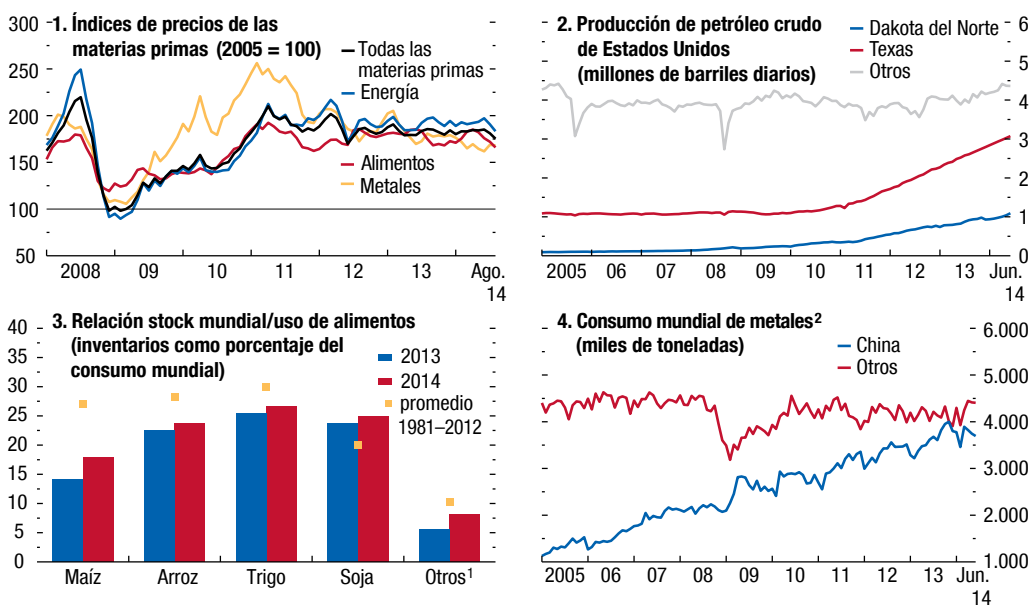 1. Índices de precios de las
materias primas (2005 = 100)
Todas las
materias primas
Energía
Alimentos
Metales
300
250
200
150
100
50
2008
09
10
11
12
13
Ago.
14
2. Producción de petróleo crudo
de Estados Unidos
(millones de barriles diarios)
Dakota del Norte
Texas
Otros
6
5
4
3
2
1
0
2005
06
07
08
09
10
11
12
13
Jun.
14
3. Relación stock mundial/uso de alimentos
(inventarios como porcentaje del
consumo mundial)
2013
2014
promedio
1981–2012
40
35
30
25
20
15
10
5
0
Maíz
Arroz
Trigo
Soja
Otros¹
4. Consumo mundial de metales²
(miles de toneladas)
China
Otros
6.000
5.000
4.000
3.000
2.000
1.000
2005
06
07
08
09
10
11
12
13
Jun.
14